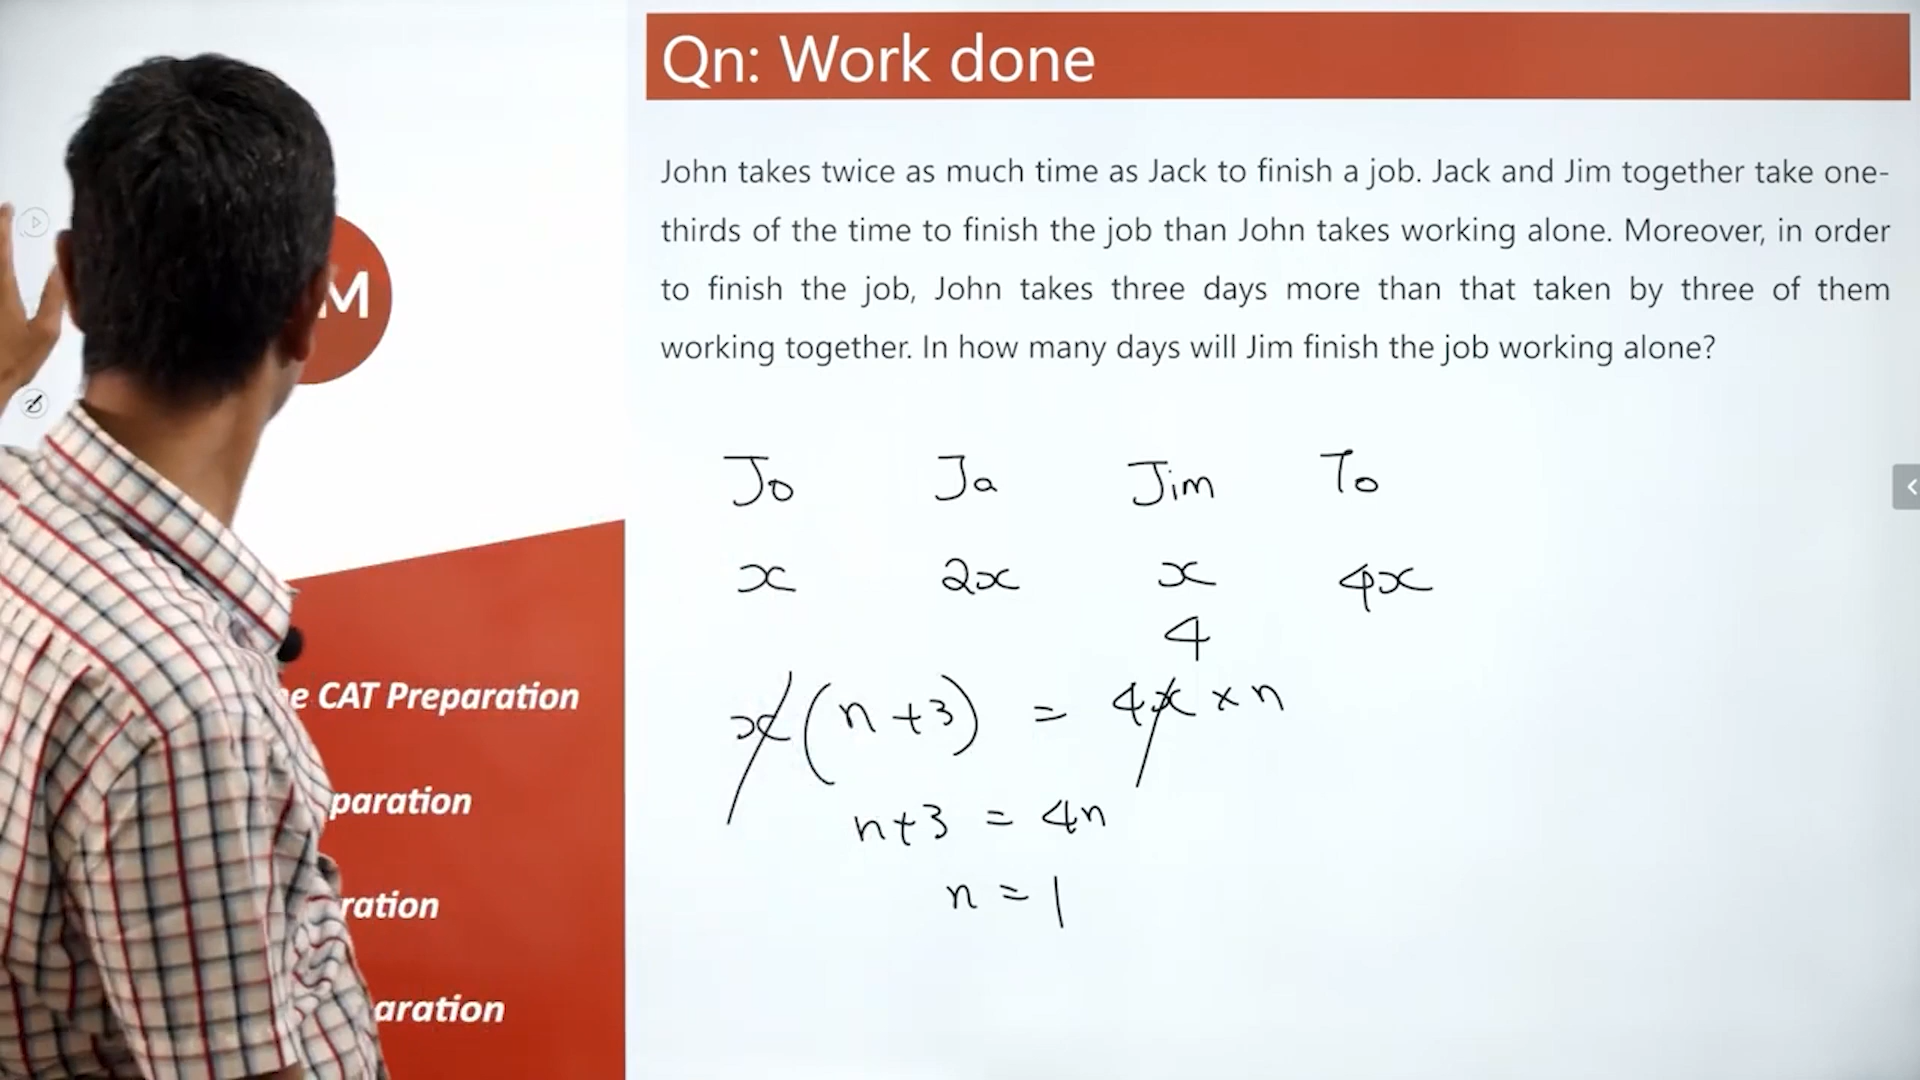 Qn: Work done
John takes twice as much time as Jack to finish a job. Jack and Jim together take one-
thirds of the time to finish the job than John takes working alone. Moreover, in order
to finish the job, John takes three days more than that taken by three of them
working together. In how many days will Jim finish the job working alone?
M
Jo Ja Jim To
x 2x x 4x
4
x(n+3) = 4x × n
n+3 = 4n
n = 1
e CAT Preparation
paration
ration
aration